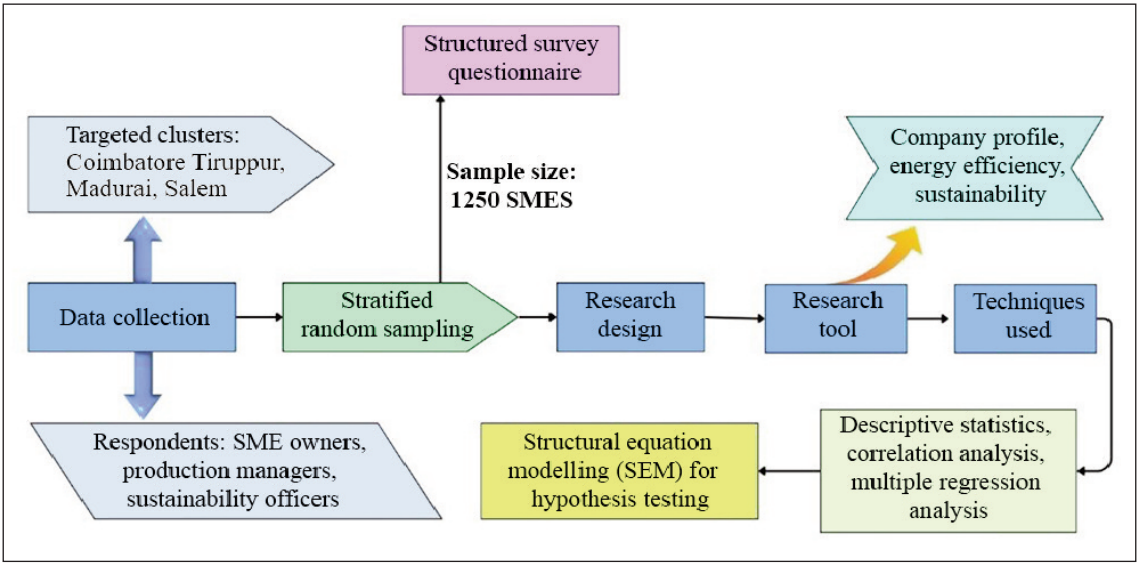 Structured survey
questionnaire
Targeted clusters:
Coimbatore Tiruppur,
Madurai, Salem
Sample size:
1250 SMES
Company profile,
energy efficiency,
sustainability
Data collection
Stratified
random sampling
Research
design
Research
tool
Techniques
used
Respondents: SME owners,
production managers,
sustainability officers
Structural equation
modelling (SEM) for
hypothesis testing
Descriptive statistics,
correlation analysis,
multiple regression
analysis